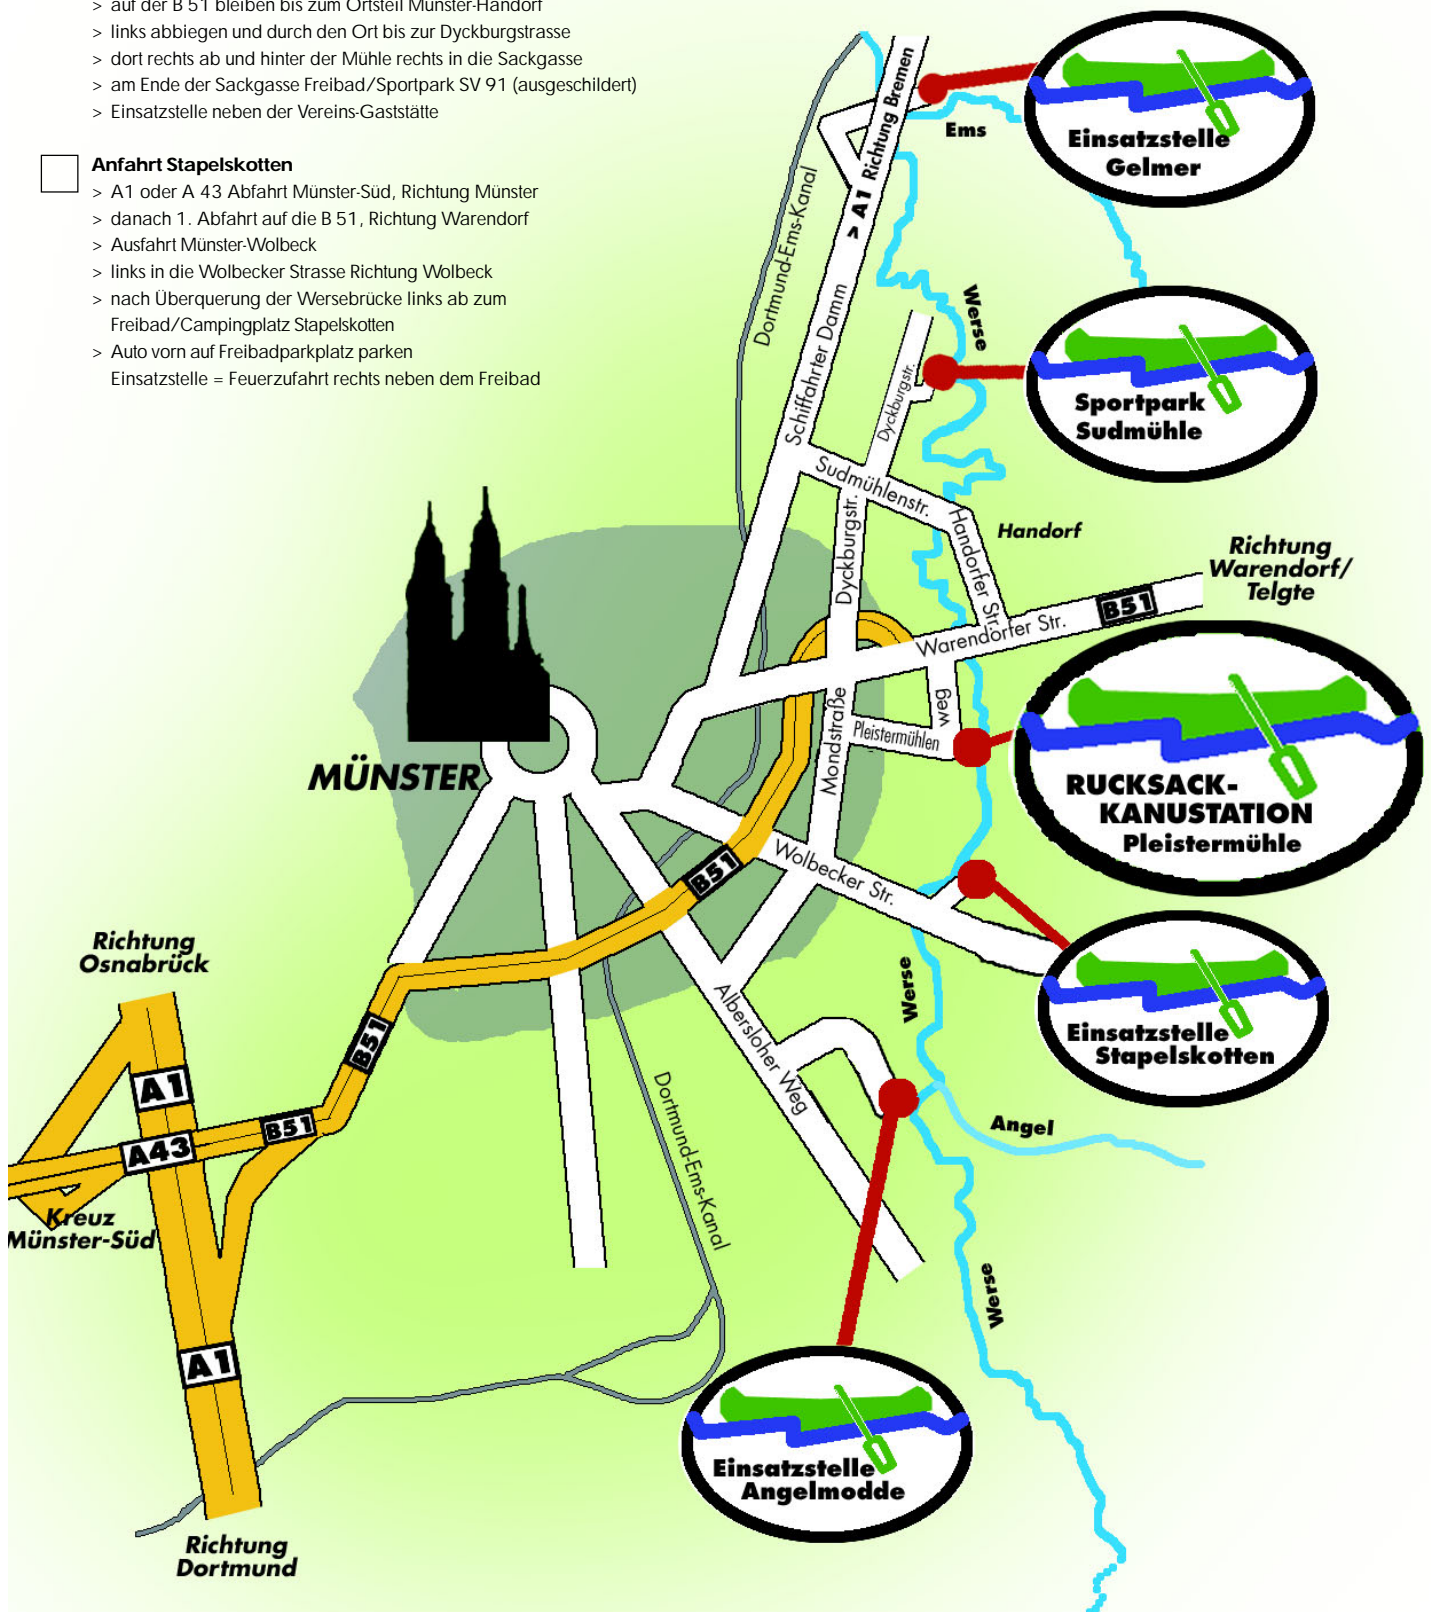 > auf der B 51 bleiben bis zum Ortsteil Münster-Handorf
> links abbiegen und durch den Ort bis zur Dyckburgstrasse
> dort rechts ab und hinter der Mühle rechts in die Sackgasse
> am Ende der Sackgasse Freibad/Sportpark SV 91 (ausgeschildert)
> Einsatzstelle neben der Vereins-Gaststätte
Anfahrt Stapelskotten
> A1 oder A 43 Abfahrt Münster-Süd, Richtung Münster
> danach 1. Abfahrt auf die B 51, Richtung Warendorf
> Ausfahrt Münster-Wolbeck
> links in die Wolbecker Strasse Richtung Wolbeck
> nach Überquerung der Wersebrücke links ab zum
Freibad/Campingplatz Stapelskotten
> Auto vorn auf Freibadparkplatz parken
Einsatzstelle = Feuerzufahrt rechts neben dem Freibad
> A1 Richtung Bremen
Ems
Einsatzstelle
Gelmer
Dortmund-Ems-Kanal
Schiffahrter Damm
Werse
Dyckburgstr.
Sportpark
Sudmühle
Sudmühlenstr.
Dyckburgstr.
Handorfer Str.
Handorf
Richtung
Warendorf/
Telgte
B51
Warendorfer Str.
weg
Pleistermühlen
Mondstraße
RUCKSACK-
KANUSTATION
Pleistermühle
MÜNSTER
B51
Wolbecker Str.
Richtung
Osnabrück
Werse
Einsatzstelle
Stapelskotten
Albersloher Weg
B51
A1
B51
A43
Dortmund-Ems-Kanal
Angel
Kreuz
Münster-Süd
Werse
A1
Einsatzstelle
Angelmodde
Richtung
Dortmund